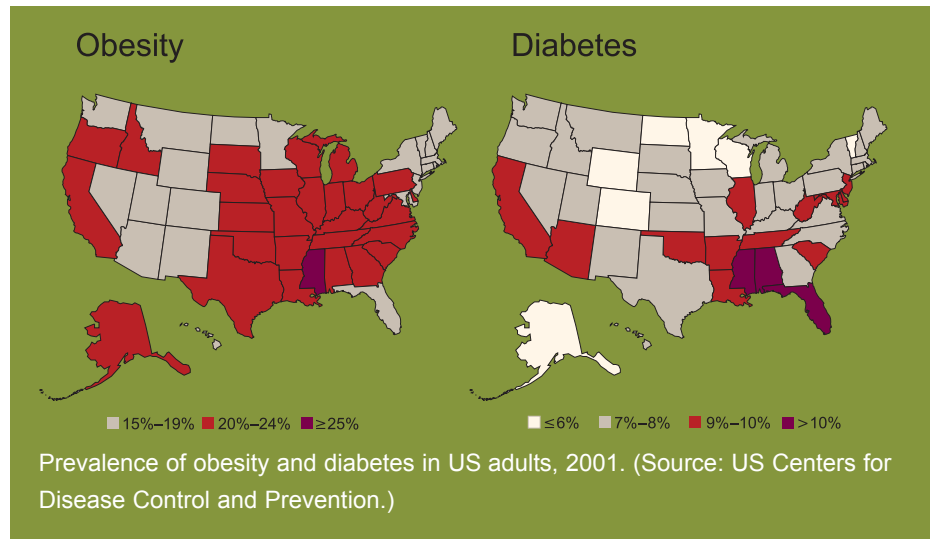 Obesity
Diabetes
15%–19% 20%–24% ≥25%
≤6% 7%–8% 9%–10% >10%
Prevalence of obesity and diabetes in US adults, 2001. (Source: US Centers for
Disease Control and Prevention.)